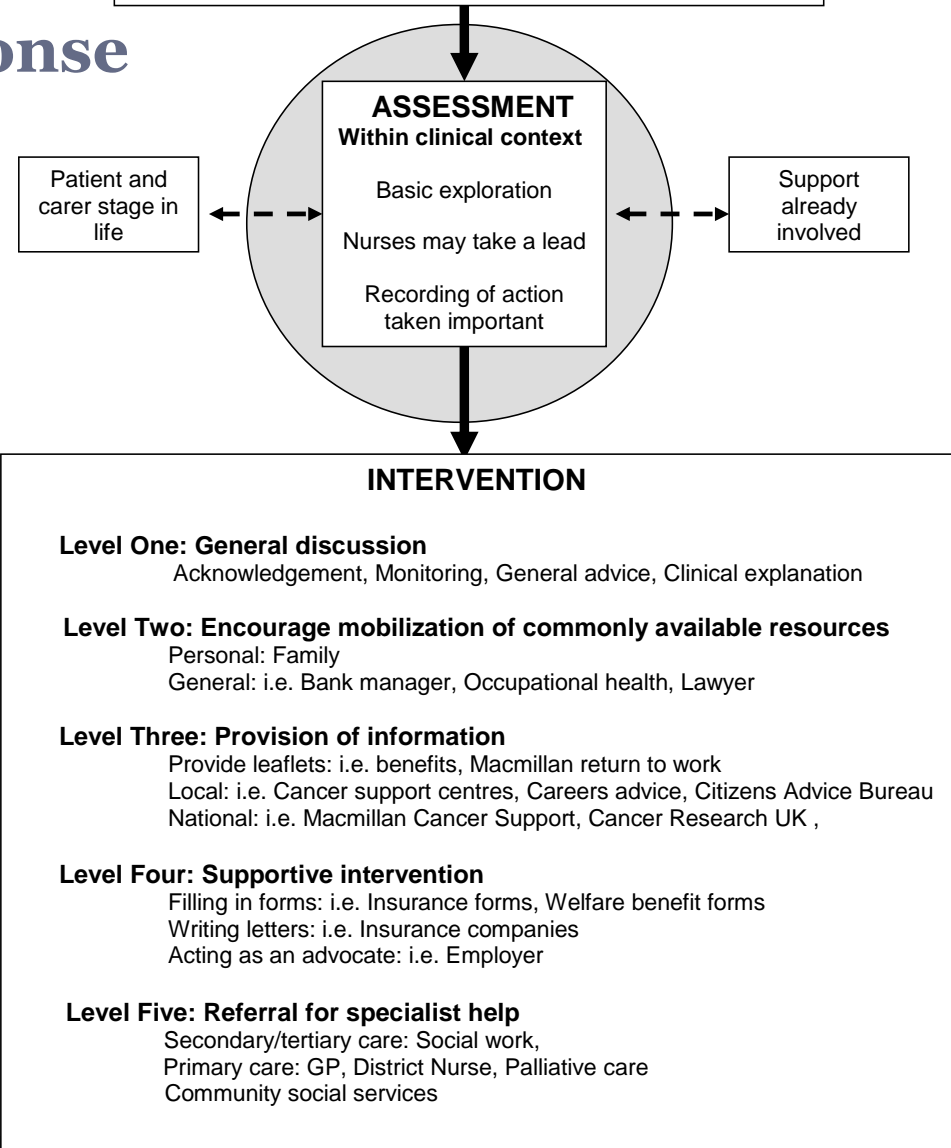 onse
ASSESSMENT
Within clinical context
Basic exploration
Nurses may take a lead
Recording of action
taken important
Patient and
carer stage in
life
Support
already
involved
INTERVENTION
Level One: General discussion
Acknowledgement, Monitoring, General advice, Clinical explanation
Level Two: Encourage mobilization of commonly available resources
Personal: Family
General: i.e. Bank manager, Occupational health, Lawyer
Level Three: Provision of information
Provide leaflets: i.e. benefits, Macmillan return to work
Local: i.e. Cancer support centres, Careers advice, Citizens Advice Bureau
National: i.e. Macmillan Cancer Support, Cancer Research UK ,
Level Four: Supportive intervention
Filling in forms: i.e. Insurance forms, Welfare benefit forms
Writing letters: i.e. Insurance companies
Acting as an advocate: i.e. Employer
Level Five: Referral for specialist help
Secondary/tertiary care: Social work,
Primary care: GP, District Nurse, Palliative care
Community social services